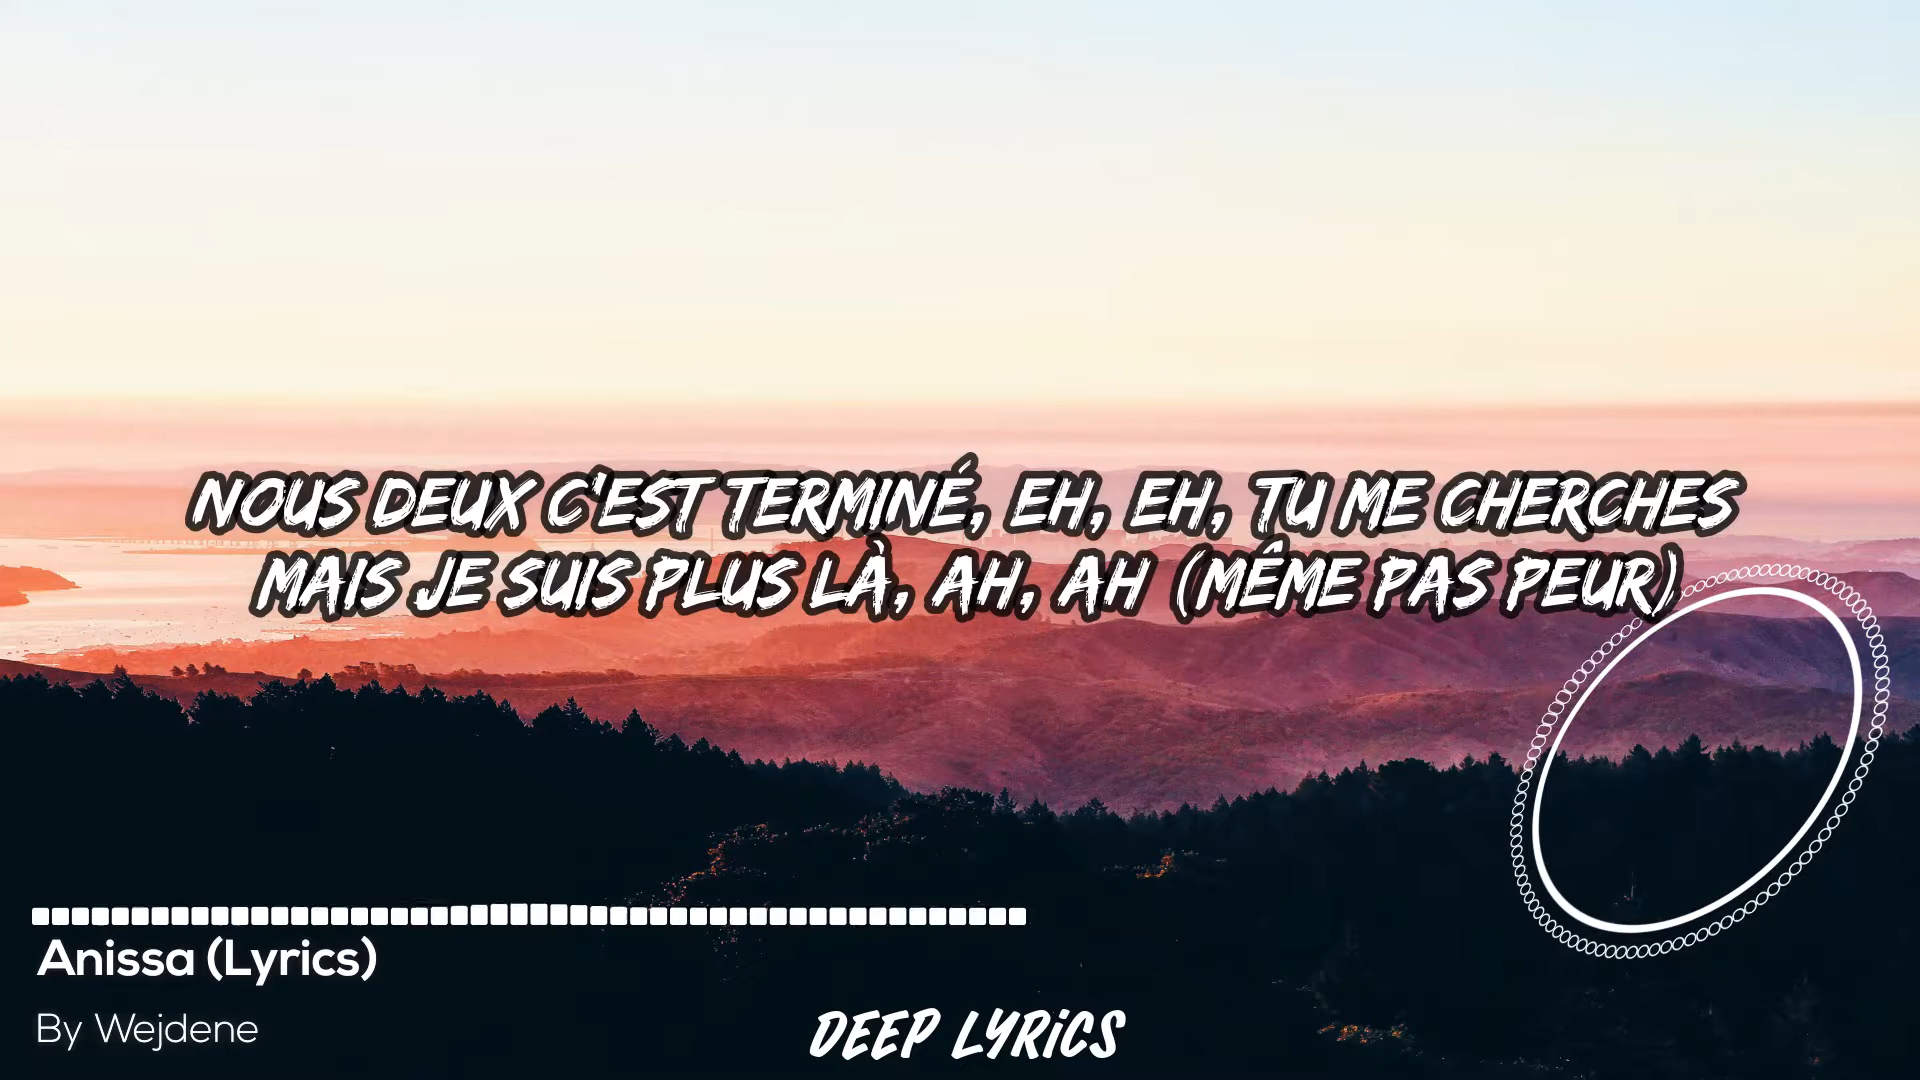 NOUS DEUX C'EST TERMINÉ, EH, EH, TU ME CHERCHES
MAIS JE SUIS PLUS LÀ, AH, AH (MÊME PAS PEUR)
Anissa (Lyrics)
By Wejdene
DEEP LYRiCS